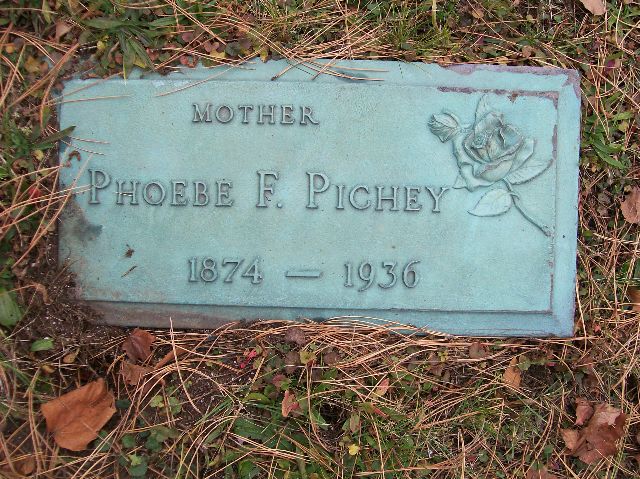 MOTHER
PHOEBE F. PICHEY
1874 — 1936